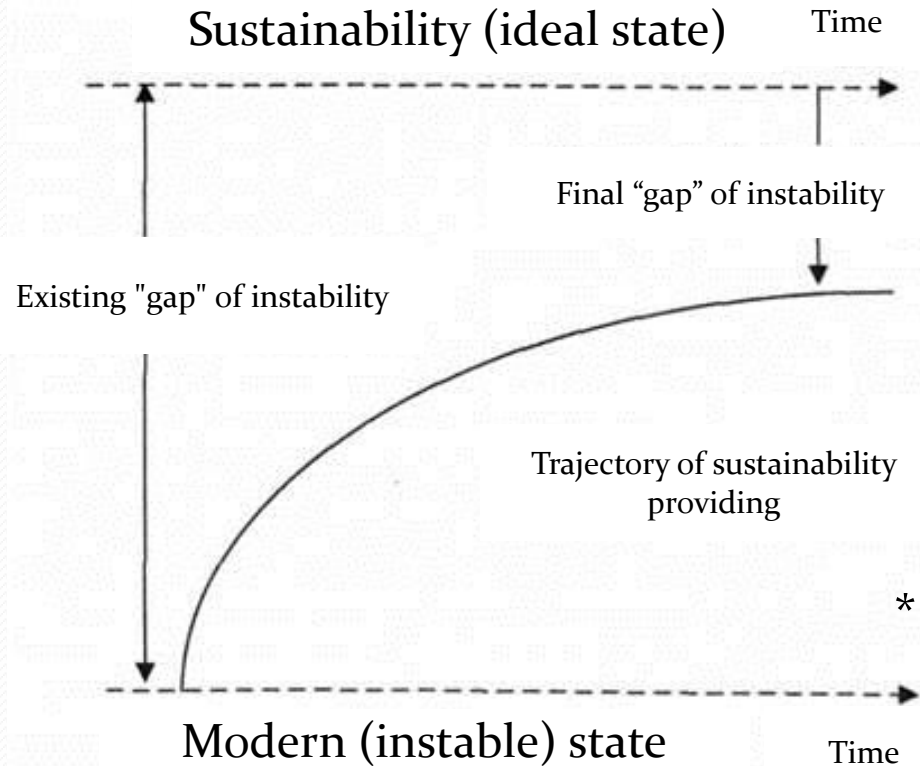 Sustainability (ideal state)
Time
Final “gap” of instability
Existing "gap" of instability
Trajectory of sustainability
providing
*
Modern (instable) state
Time